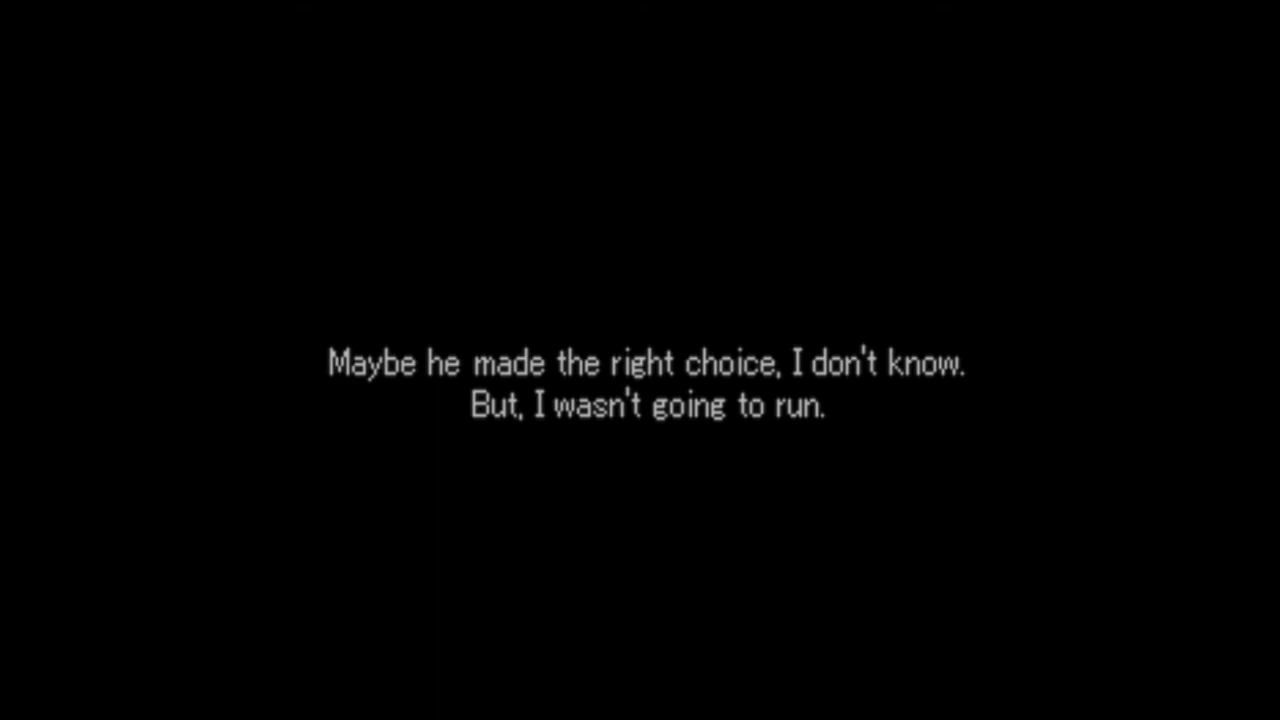 Maybe he made the right choice, I don't know.
But, I wasn't going to run.